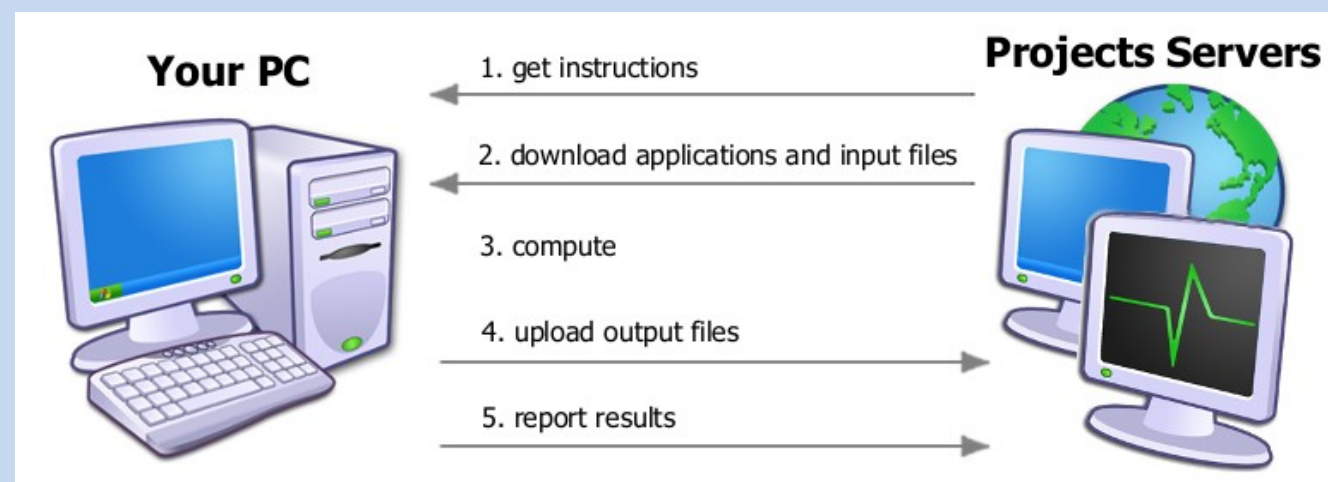 Your PC
Projects Servers
1. get instructions
2. download applications and input files
3. compute
4. upload output files
5. report results